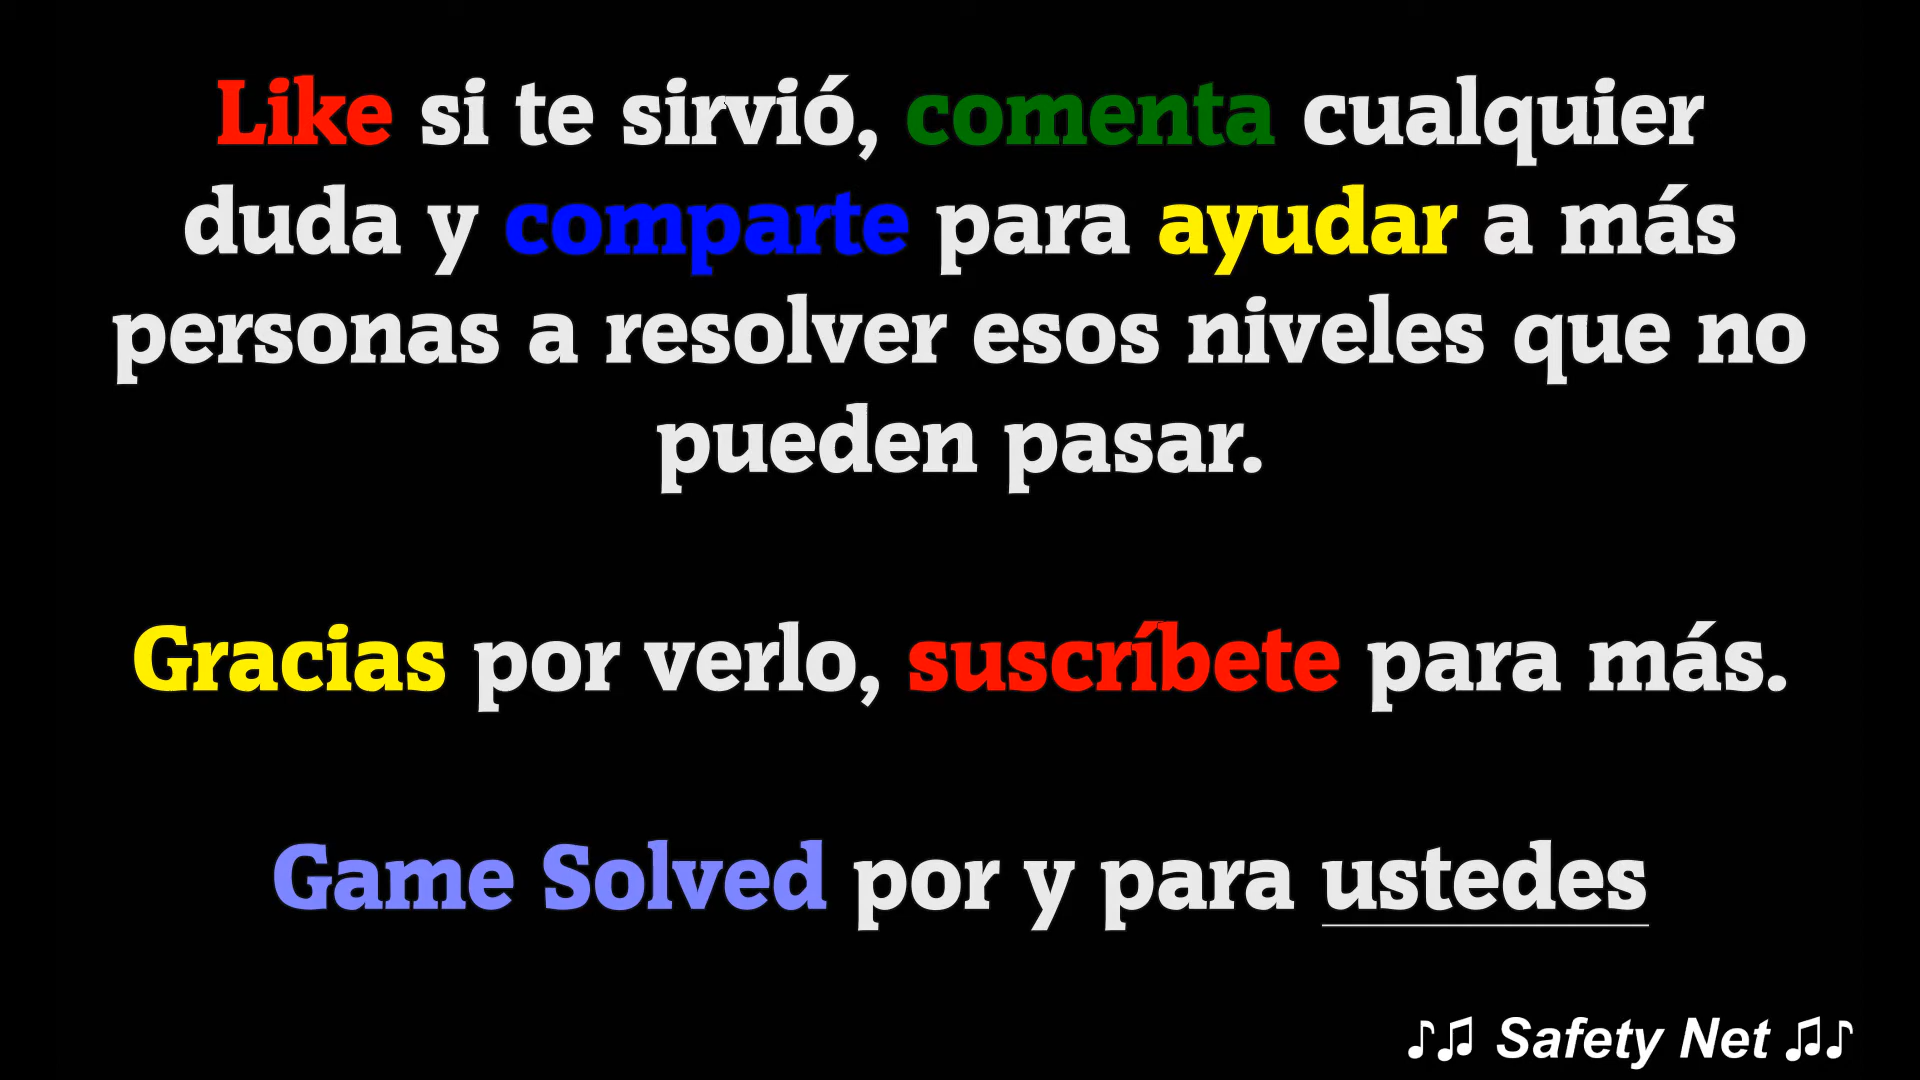 Like si te sirvió, comenta cualquier
duda y comparte para ayudar a más
personas a resolver esos niveles que no
pueden pasar.
Gracias por verlo, suscríbete para más.
Game Solved por y para ustedes
♪♫ Safety Net ♫♪